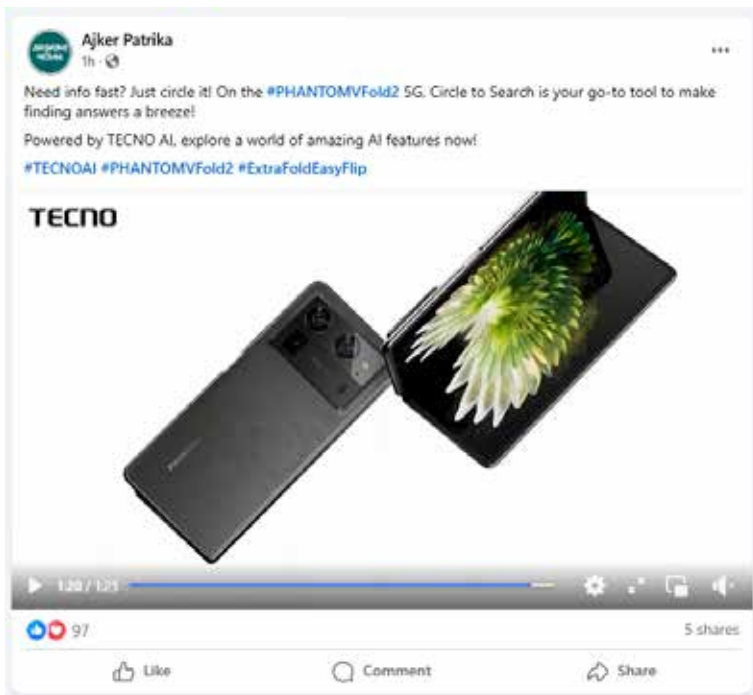 Ajker Patrika
1h
Need info fast? Just circle it! On the #PHANTOMVFold2 5G, Circle to Search is your go-to tool to make
finding answers a breeze!
Powered by TECNO AI, explore a world of amazing AI features now!
#TECNOAI #PHANTOMVFold2 #ExtraFoldEasyFlip
TECNO
97
5 shares
Like
Comment
Share